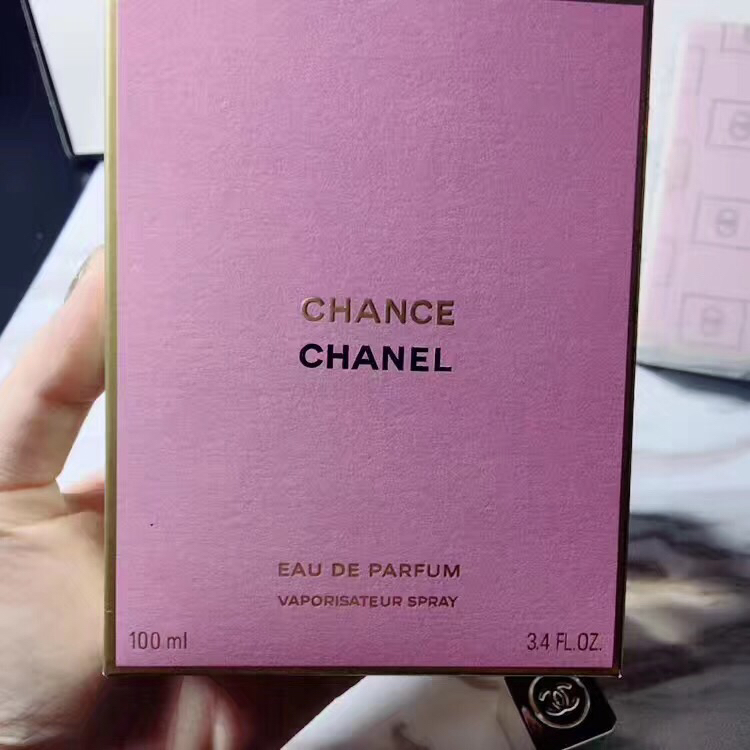 CHANCE
CHANEL
EAU DE PARFUM
VAPORISATEUR SPRAY
100 ml
3.4 FL.OZ.